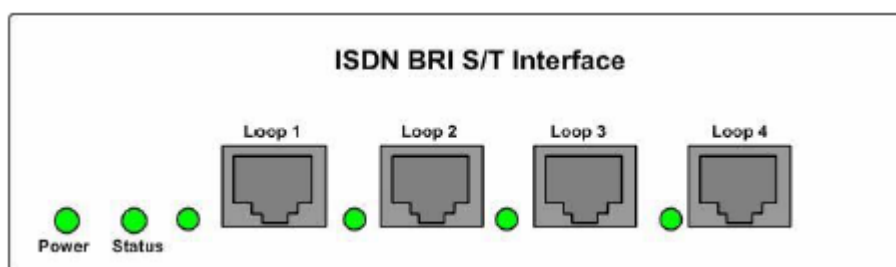 ISDN BRI S/T Interface
Loop 1 Loop 2 Loop 3 Loop 4
Power Status